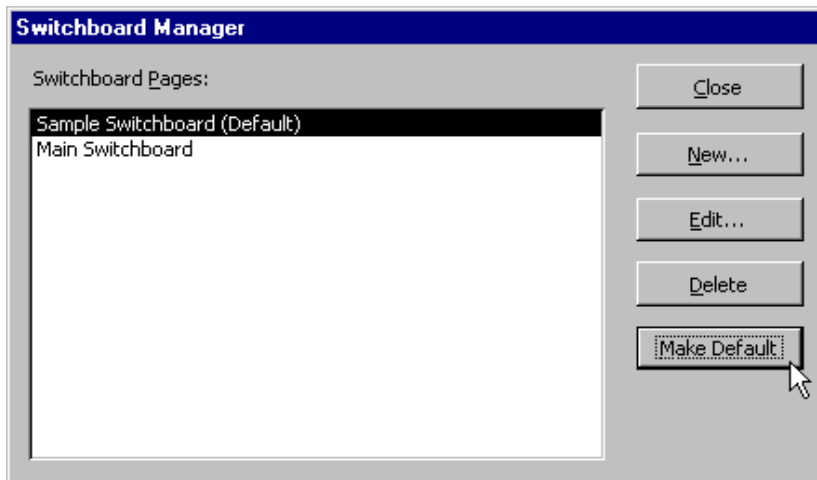 Switchboard Manager
Switchboard Pages:
Sample Switchboard (Default)
Main Switchboard
Close
New...
Edit...
Delete
Make Default